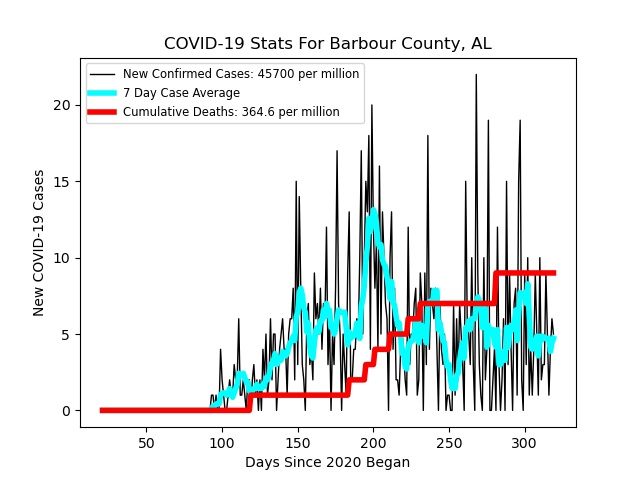 COVID-19 Stats For Barbour County, AL
New Confirmed Cases: 45700 per million
7 Day Case Average
Cumulative Deaths: 364.6 per million
New COVID-19 Cases
20
15
10
5
0
50 100 150 200 250 300
Days Since 2020 Began